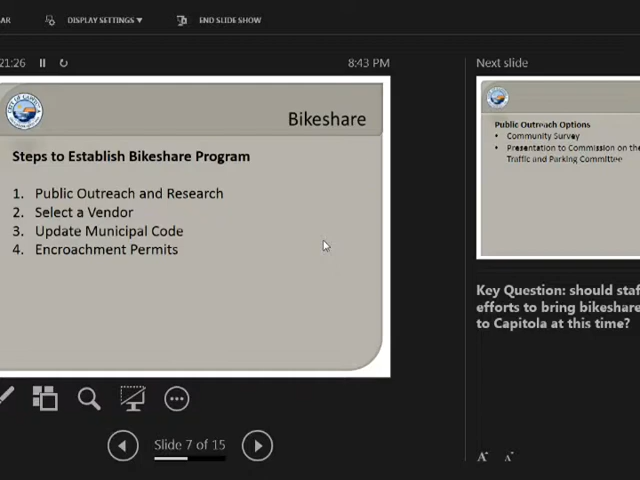 DISPLAY SETTINGS ▼
END SLIDE SHOW
21:26
8:43 PM
Next slide
Bikeshare
Steps to Establish Bikeshare Program
1. Public Outreach and Research
2. Select a Vendor
3. Update Municipal Code
4. Encroachment Permits
Public Outreach Options
• Community Survey
• Presentation to Commission on the
Traffic and Parking Committee
Key Question: should
efforts to bring bikeshare
to Capitola at this time?
Slide 7 of 15
A A